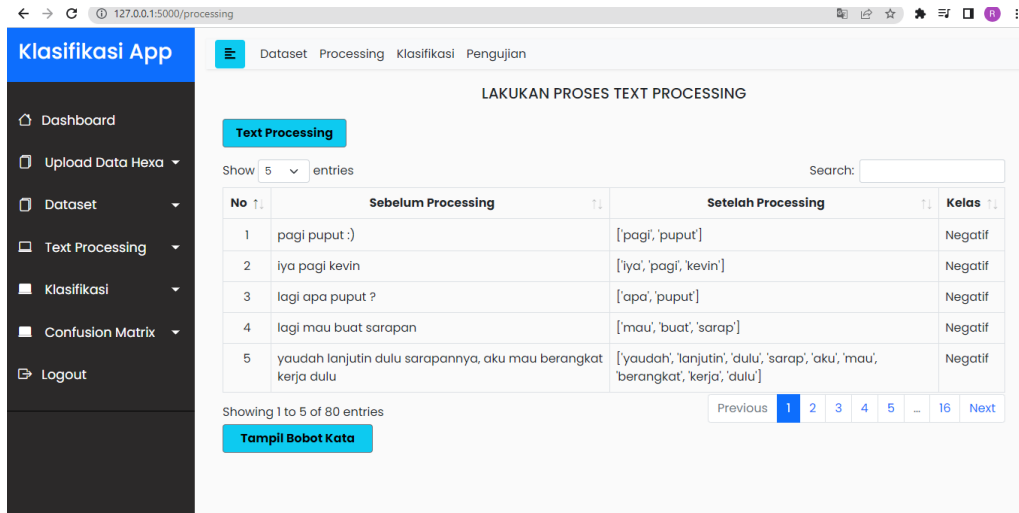 127.0.0.1:5000/processing
R
Klasifikasi App
Dataset Processing Klasifikasi Pengujian
Dashboard
Upload Data Hexa
Dataset
Text Processing
Klasifikasi
Confusion Matrix
Logout
LAKUKAN PROSES TEXT PROCESSING
Text Processing
Show 5 entries
Search:
No Sebelum Processing Setelah Processing Kelas
1 pagi puput :) ['pagi', 'puput'] Negatif
2 iya pagi kevin ['iya', 'pagi', 'kevin'] Negatif
3 lagi apa puput ? ['apa', 'puput'] Negatif
4 lagi mau buat sarapan ['mau', 'buat', 'sarap'] Negatif
5 yaudah lanjutin dulu sarapannya, aku mau berangkat ['yaudah', 'lanjutin', 'dulu', 'sarap', 'aku', 'mau', Negatif
kerja dulu 'berangkat', 'kerja', 'dulu']
Showing 1 to 5 of 80 entries
Previous 1 2 3 4 5 … 16 Next
Tampil Bobot Kata